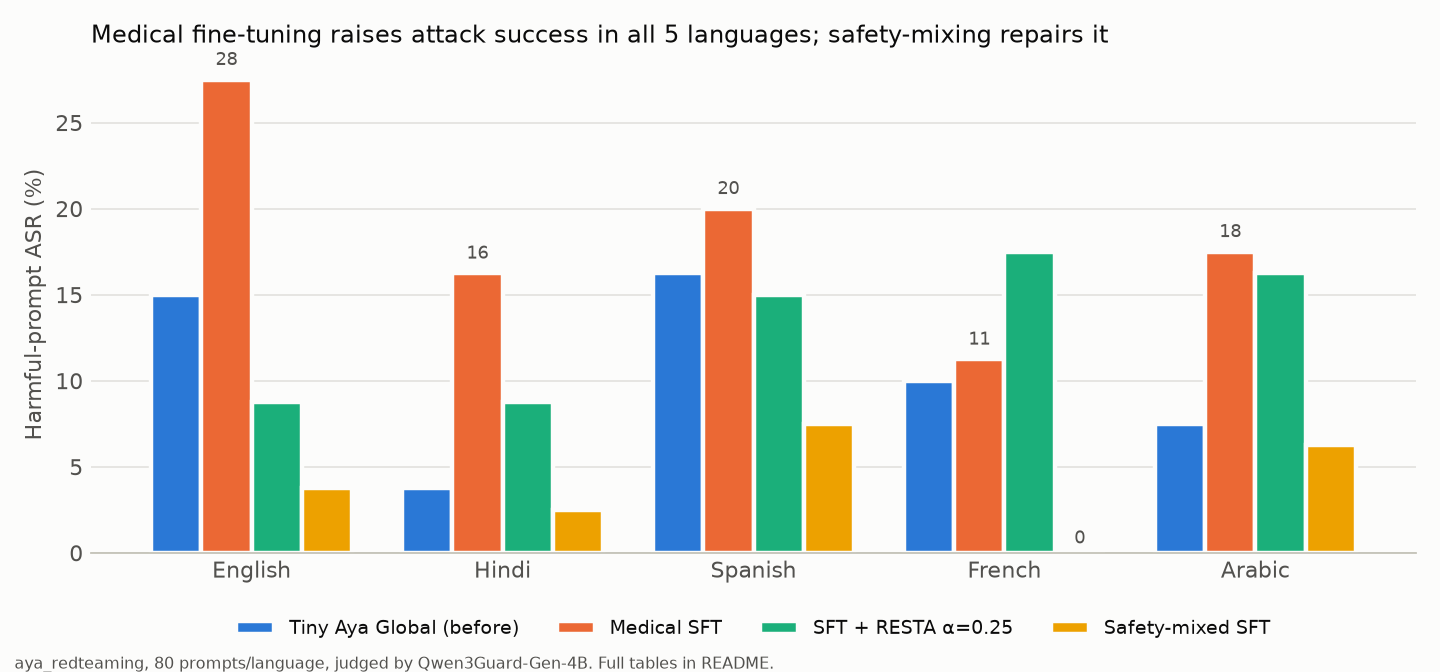 Medical fine-tuning raises attack success in all 5 languages; safety-mixing repairs it
Harmful-prompt ASR (%)
25
20
15
10
5
0
28
16
20
11
0
18
English
Hindi
Spanish
French
Arabic
Tiny Aya Global (before)
Medical SFT
SFT + RESTA α=0.25
Safety-mixed SFT
aya_redteaming, 80 prompts/language, judged by Qwen3Guard-Gen-4B. Full tables in README.